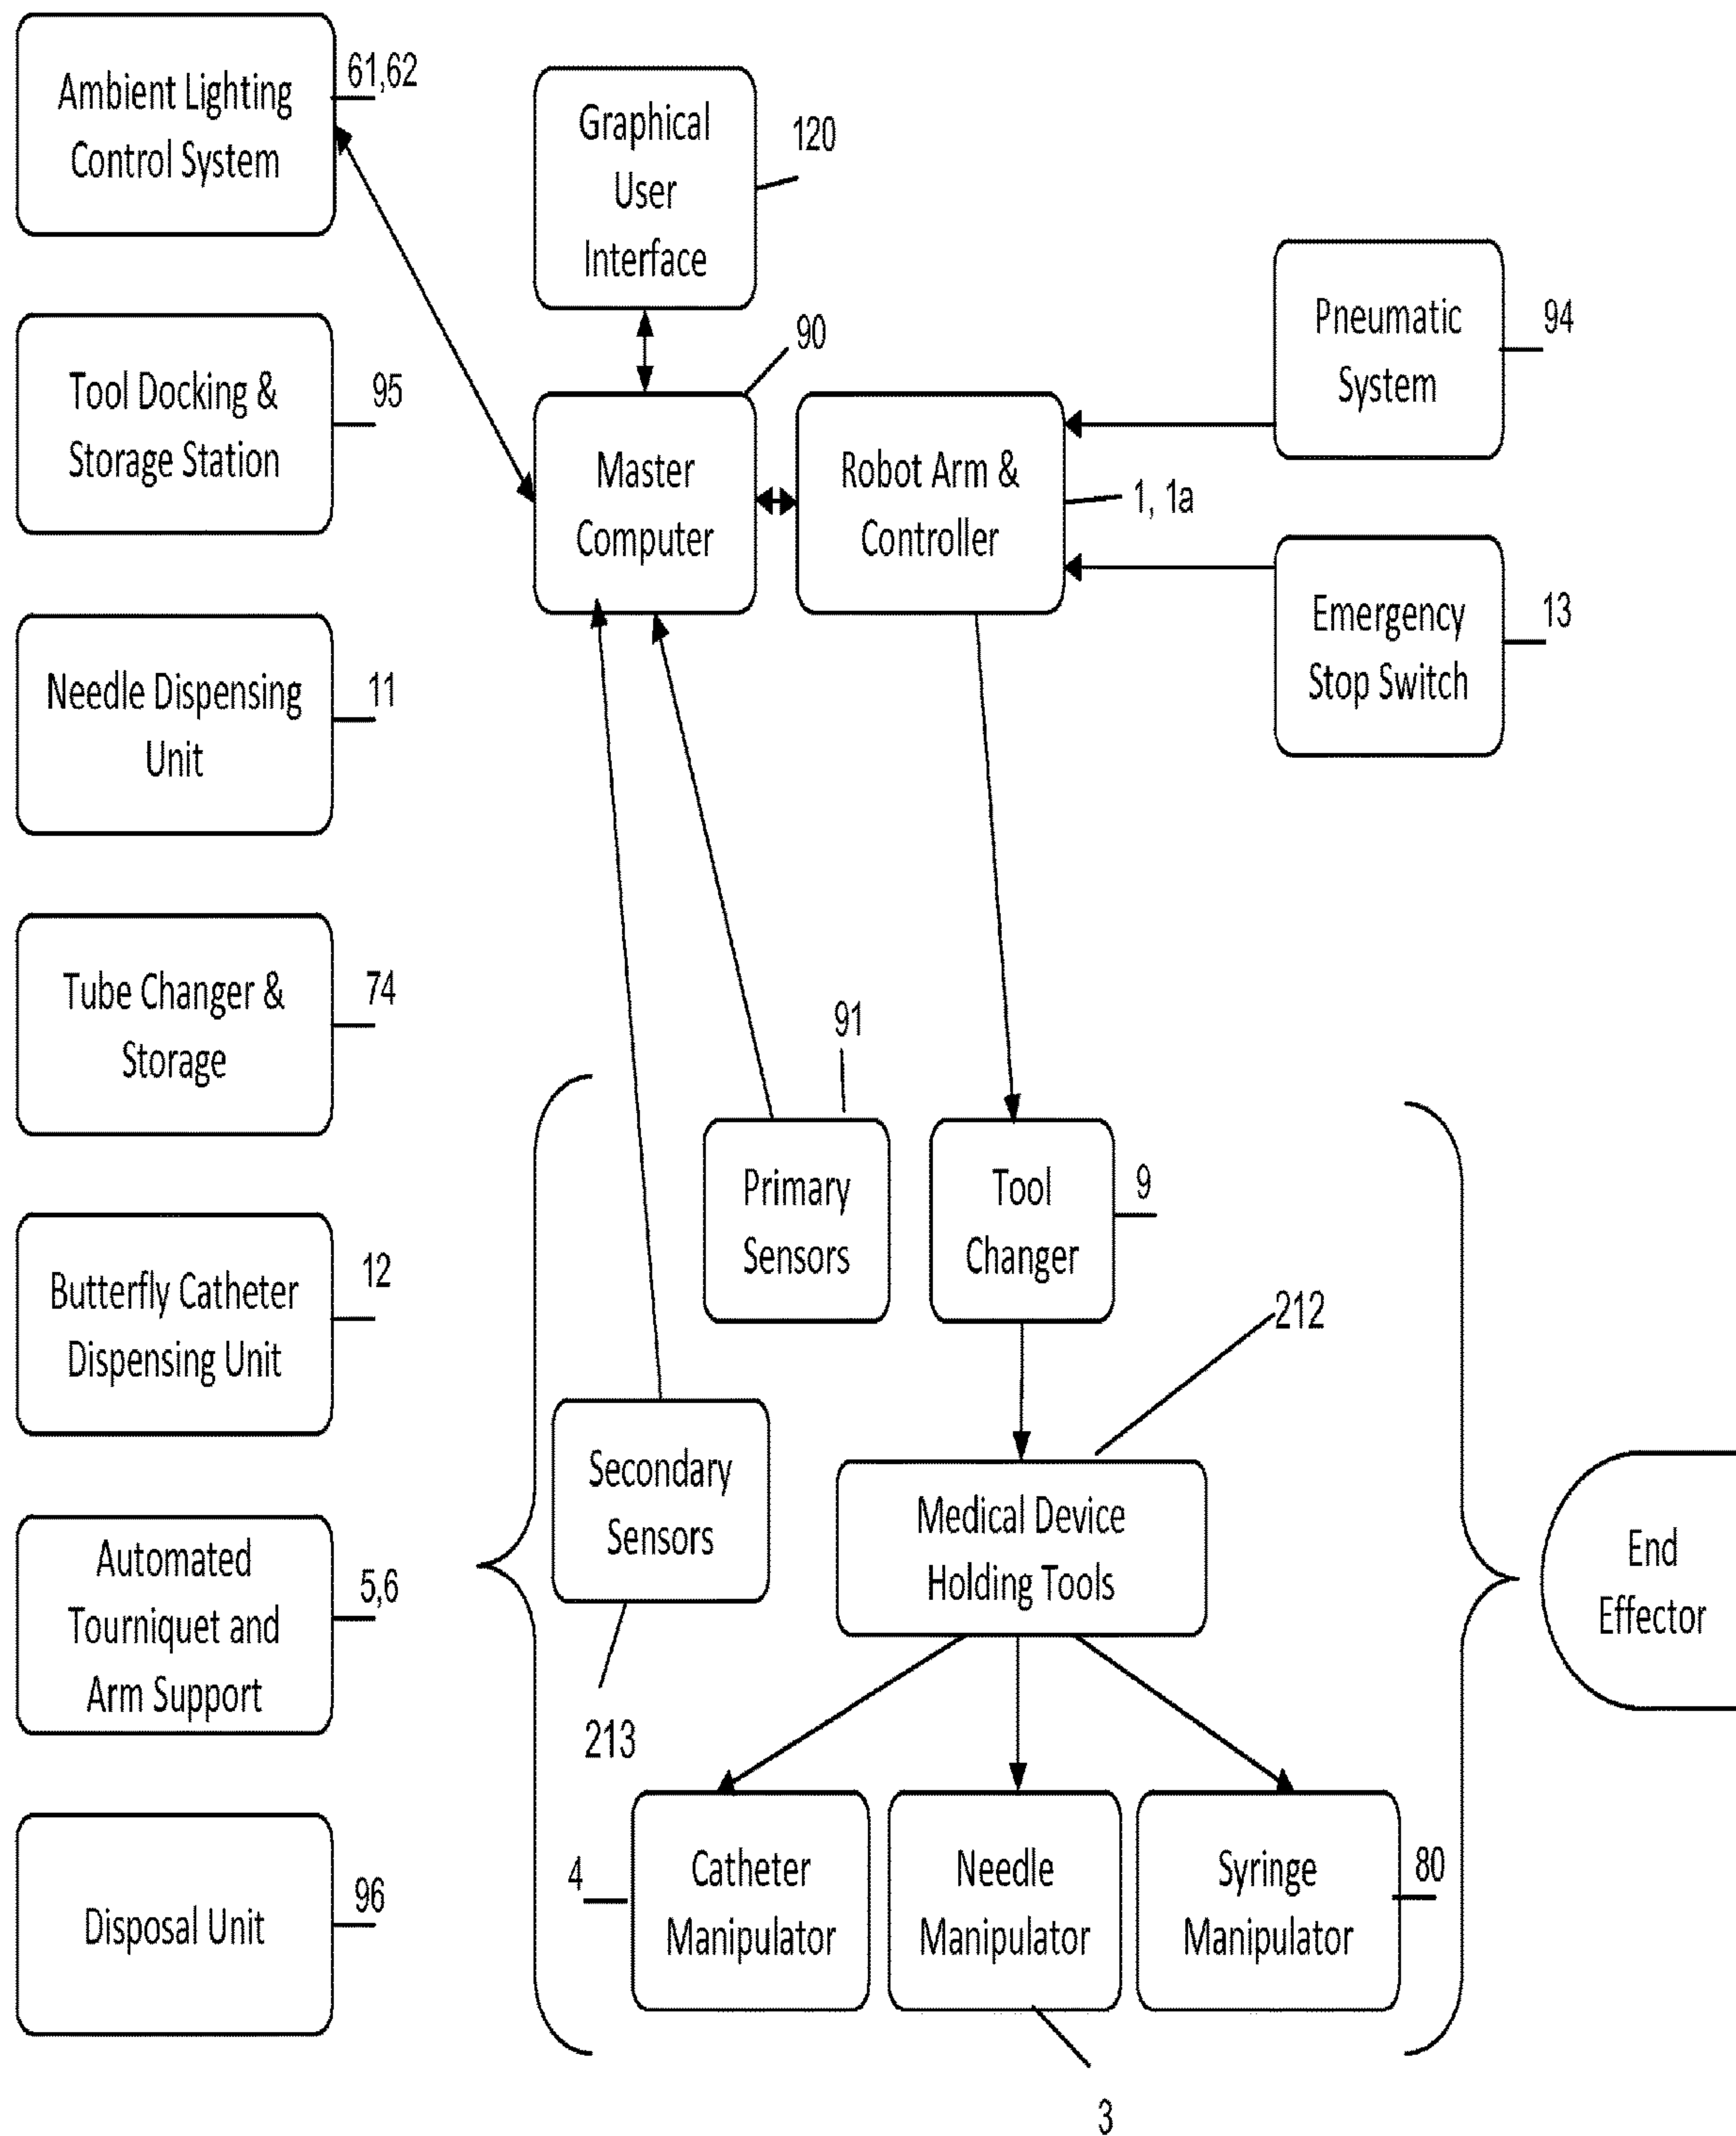 Ambient Lighting
Control System
61,62
Graphical
User
Interface
120
Tool Docking &
Storage Station
95
90
Master
Computer
Robot Arm &
Controller
1, 1a
Pneumatic
System
94
Emergency
Stop Switch
13
Needle Dispensing
Unit
11
Tube Changer &
Storage
74
91
Primary
Sensors
Tool
Changer
9
Butterfly Catheter
Dispensing Unit
12
212
Secondary
Sensors
213
Medical Device
Holding Tools
End
Effector
Automated
Tourniquet and
Arm Support
5,6
Disposal Unit
96
4
Catheter
Manipulator
Needle
Manipulator
Syringe
Manipulator
80
3